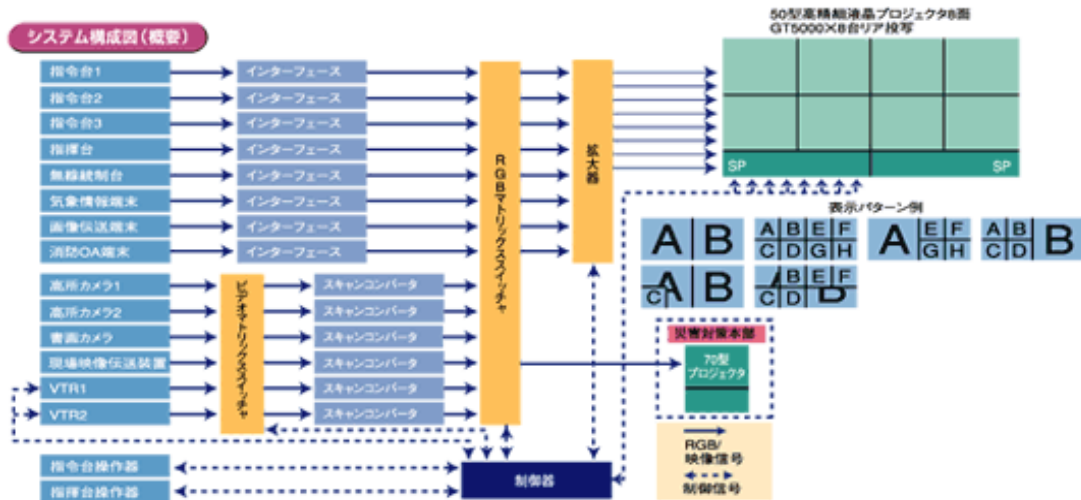 システム構成図(概要)
50型高精細液晶プロジェクタ8面
GT5000×8台リア投写
指令台1
インターフェース
指令台2
インターフェース
指令台3
インターフェース
指揮台
インターフェース
無線統制台
インターフェース
気象情報端末
インターフェース
画像伝送端末
インターフェース
消防OA端末
インターフェース
RGBマトリックススイッチャ
拡大器
SP
SP
表示パターン例
A B
A B E F
C D G H
A E F
G H
A B
C D B
A B
C
A B E F
C D B
高所カメラ1
スキャンコンバータ
高所カメラ2
スキャンコンバータ
書画カメラ
スキャンコンバータ
現場映像伝送装置
スキャンコンバータ
VTR1
スキャンコンバータ
VTR2
スキャンコンバータ
ビデオマトリックススイッチャ
災害対策本部
70型
プロジェクタ
RGB/
映像信号
制御信号
指令台操作器
指揮台操作器
制御器